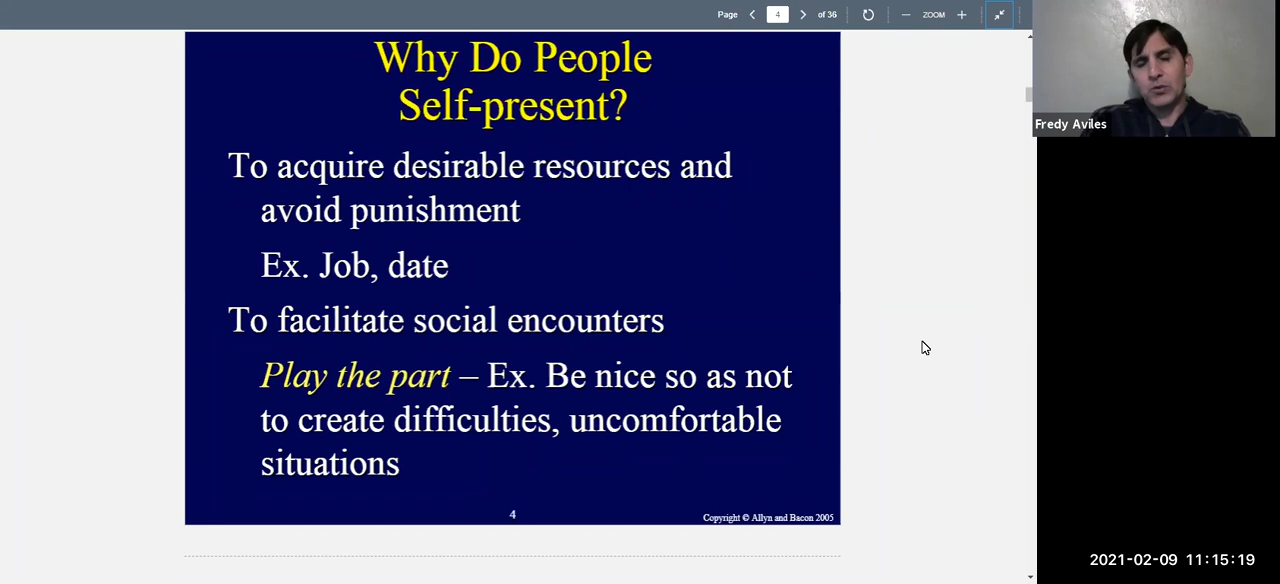 Page 4 of 36 ZOOM
Why Do People
Self-present?
To acquire desirable resources and
avoid punishment
Ex. Job, date
To facilitate social encounters
Play the part – Ex. Be nice so as not
to create difficulties, uncomfortable
situations
4
Copyright © Allyn and Bacon 2005
Fredy Aviles
2021-02-09 11:15:19